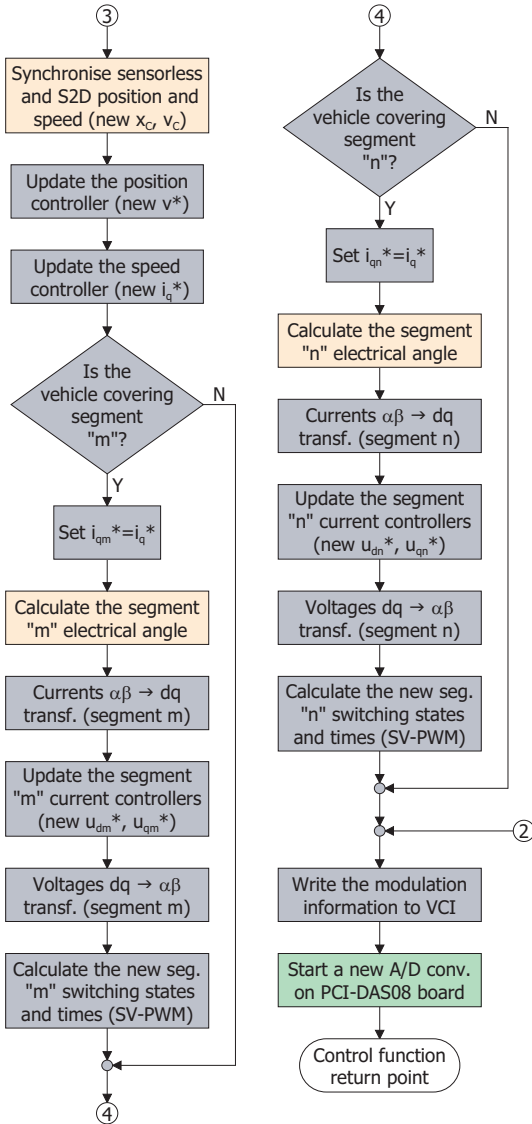 3
Synchronise sensorless
and S2D position and
speed (new x_C, v_C)
Update the position
controller (new v*)
Update the speed
controller (new i_q*)
Is the
vehicle covering
segment
"m"?
N
Y
Set i_qm*=i_q*
Calculate the segment
"m" electrical angle
Currents αβ → dq
transf. (segment m)
Update the segment
"m" current controllers
(new u_dm*, u_qm*)
Voltages dq → αβ
transf. (segment m)
Calculate the new seg.
"m" switching states
and times (SV-PWM)
4
4
Is the
vehicle covering
segment
"n"?
N
Y
Set i_qn*=i_q*
Calculate the segment
"n" electrical angle
Currents αβ → dq
transf. (segment n)
Update the segment
"n" current controllers
(new u_dn*, u_qn*)
Voltages dq → αβ
transf. (segment n)
Calculate the new seg.
"n" switching states
and times (SV-PWM)
2
Write the modulation
information to VCI
Start a new A/D conv.
on PCI-DAS08 board
Control function
return point